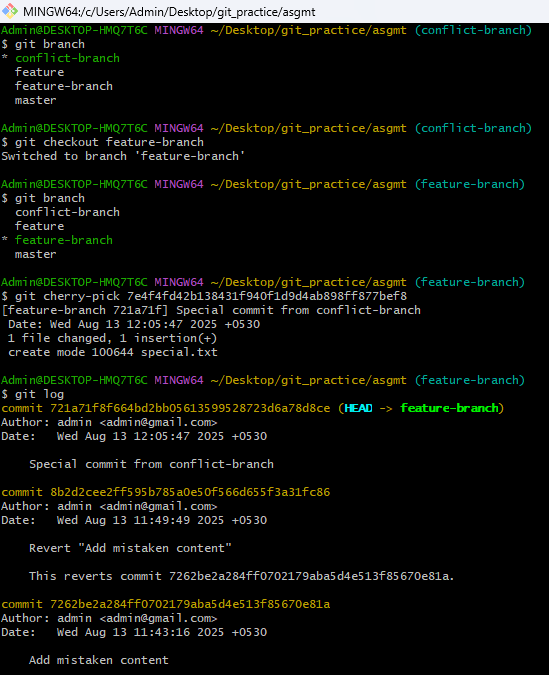 MINGW64:/c/Users/Admin/Desktop/git_practice/asgmt
Admin@DESKTOP-HMQ7T6C MINGW64 ~/Desktop/git_practice/asgmt (conflict-branch)
$ git branch
* conflict-branch
  feature
  feature-branch
  master
Admin@DESKTOP-HMQ7T6C MINGW64 ~/Desktop/git_practice/asgmt (conflict-branch)
$ git checkout feature-branch
Switched to branch 'feature-branch'
Admin@DESKTOP-HMQ7T6C MINGW64 ~/Desktop/git_practice/asgmt (feature-branch)
$ git branch
  conflict-branch
  feature
* feature-branch
  master
Admin@DESKTOP-HMQ7T6C MINGW64 ~/Desktop/git_practice/asgmt (feature-branch)
$ git cherry-pick 7e4f4fd42b138431f940f1d9d4ab898ff877bef8
[feature-branch 721a71f] Special commit from conflict-branch
 Date: Wed Aug 13 12:05:47 2025 +0530
 1 file changed, 1 insertion(+)
 create mode 100644 special.txt
Admin@DESKTOP-HMQ7T6C MINGW64 ~/Desktop/git_practice/asgmt (feature-branch)
$ git log
commit 721a71f8f664bd2bb05613599528723d6a78d8ce (HEAD -> feature-branch)
Author: admin <admin@gmail.com>
Date:   Wed Aug 13 12:05:47 2025 +0530
    Special commit from conflict-branch
commit 8b2d2cee2ff595b785a0e50f566d655f3a31fc86
Author: admin <admin@gmail.com>
Date:   Wed Aug 13 11:49:49 2025 +0530
    Revert "Add mistaken content"
    This reverts commit 7262be2a284ff0702179aba5d4e513f85670e81a.
commit 7262be2a284ff0702179aba5d4e513f85670e81a
Author: admin <admin@gmail.com>
Date:   Wed Aug 13 11:43:16 2025 +0530
    Add mistaken content